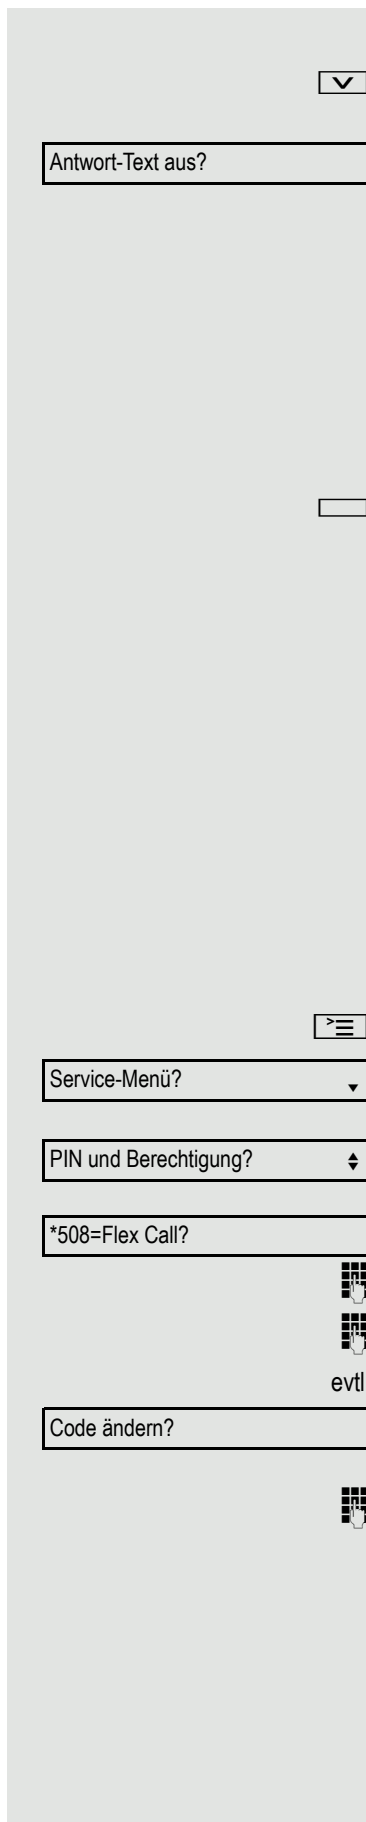 Antwort-Text aus?
Service-Menü?
PIN und Berechtigung?
*508=Flex Call?
evtl
Code ändern?